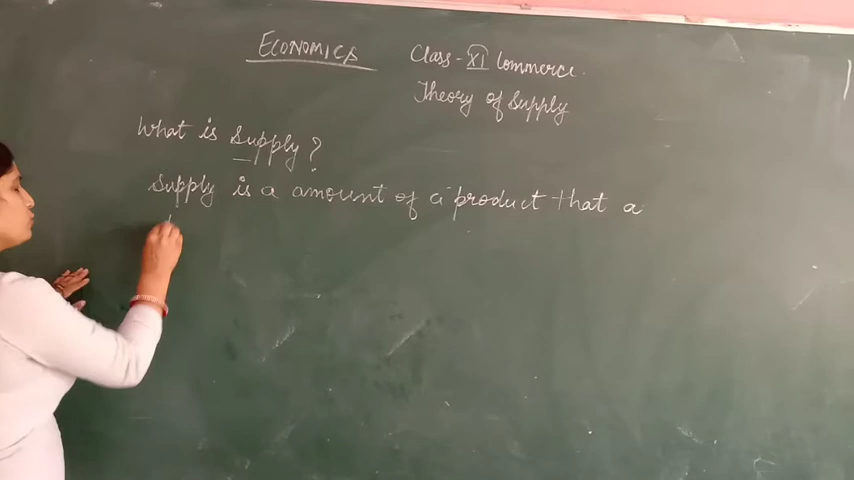 Economics
Class-XI Commerce.
Theory of Supply
What is Supply?
Supply is a amount of a product that a